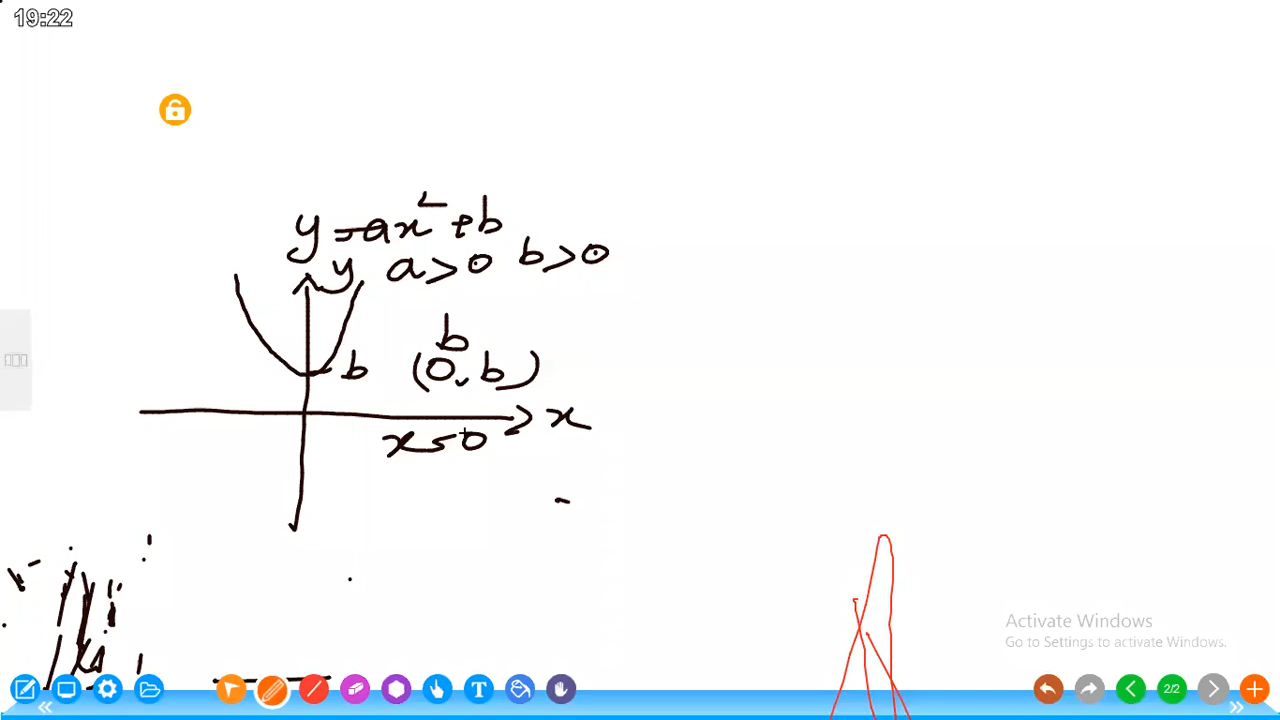 19:22
y = ax² + b
y a > 0 b > 0
b
b (0, b)
x
x = 0
Activate Windows
Go to Settings to activate Windows.
T
2/2